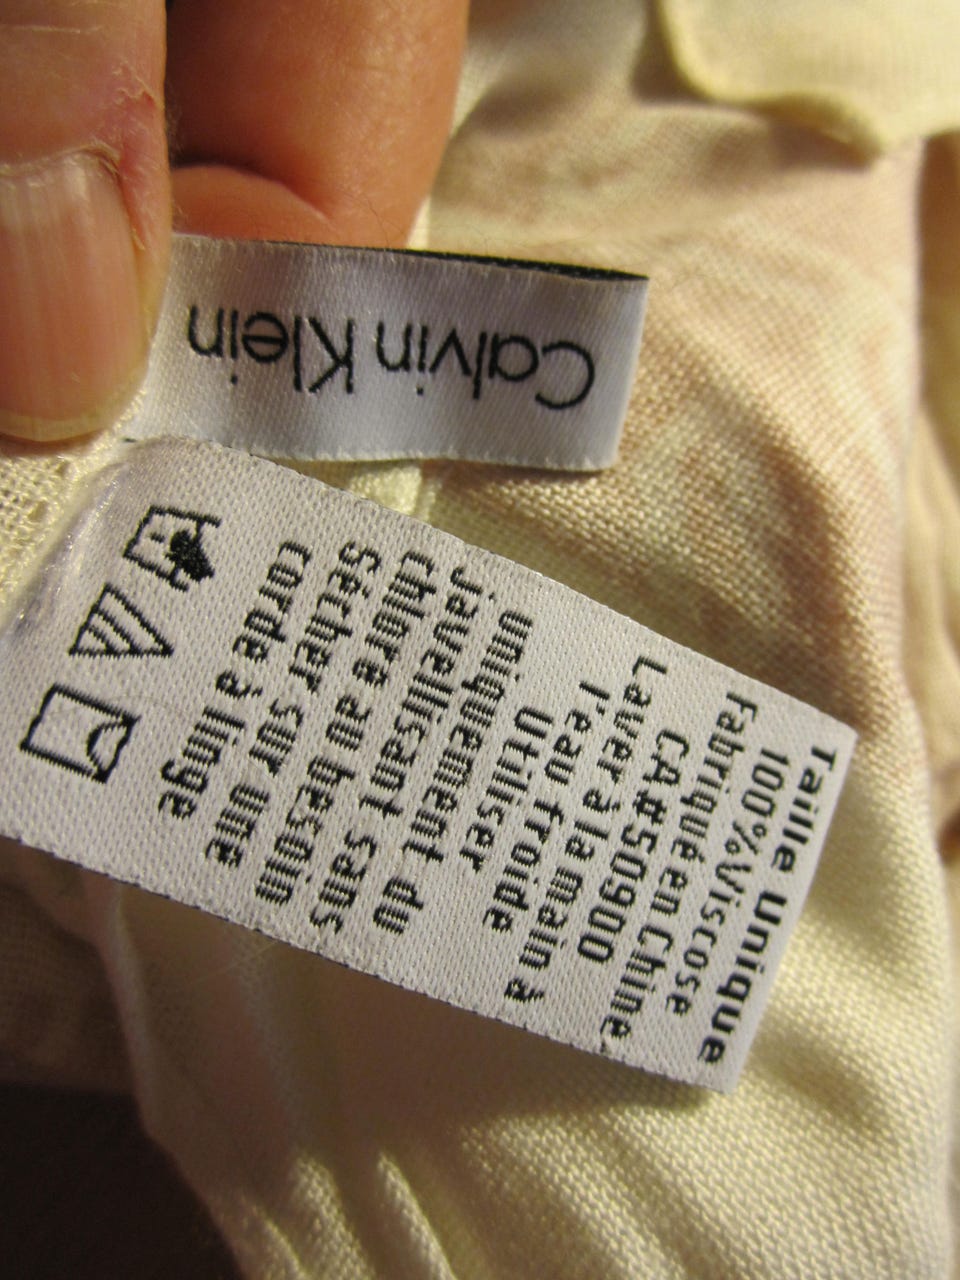 Calvin Klein
Taille Unique
100%Viscose
Fabriqué en Chine
CA#50900
Laver à la main à
l'eau froide
Utiliser
uniquement du
javellisant sans
chlore au besoin
Sécher sur une
corde à linge